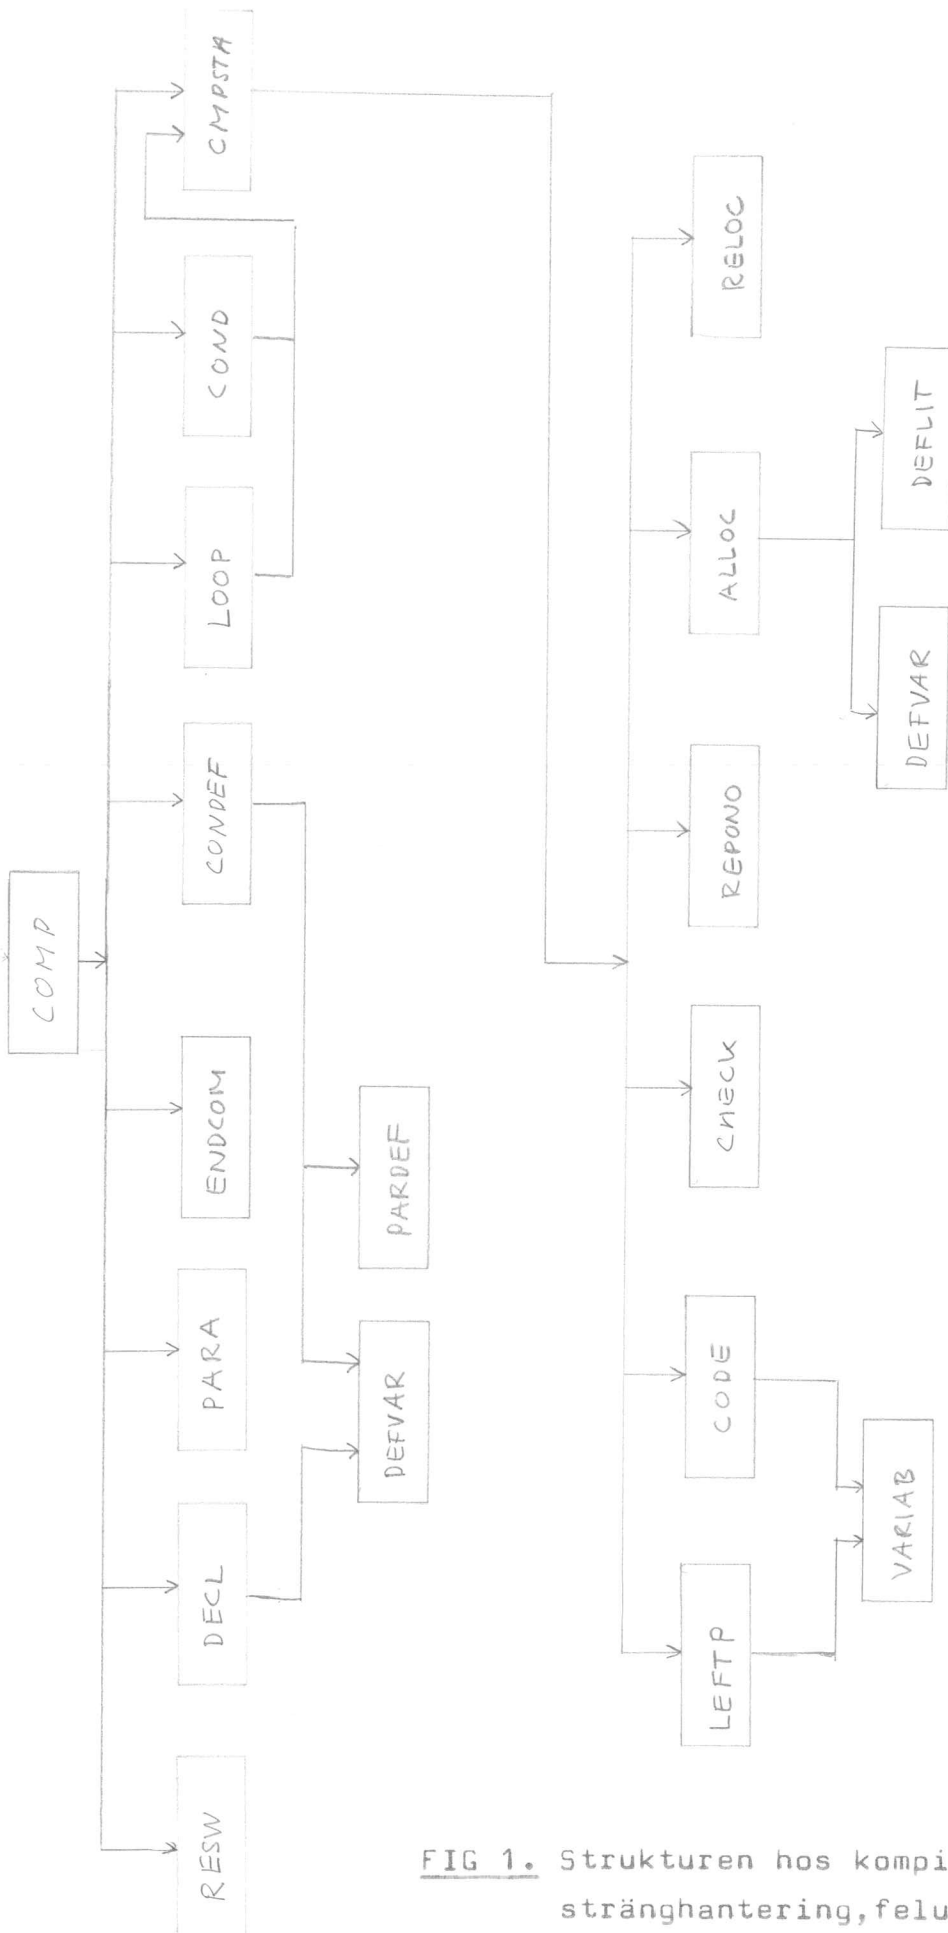 COMP
RESW
DECL
PARA
ENDCOM
CONDEF
LOOP
COND
CMPSTA
DEFVAR
PARDEF
LEFTP
CODE
CHECK
REPONO
ALLOC
RELOC
VARIAB
DEFVAR
DEFLIT
FIG 1. Strukturen hos kompi
stränghantering, felu